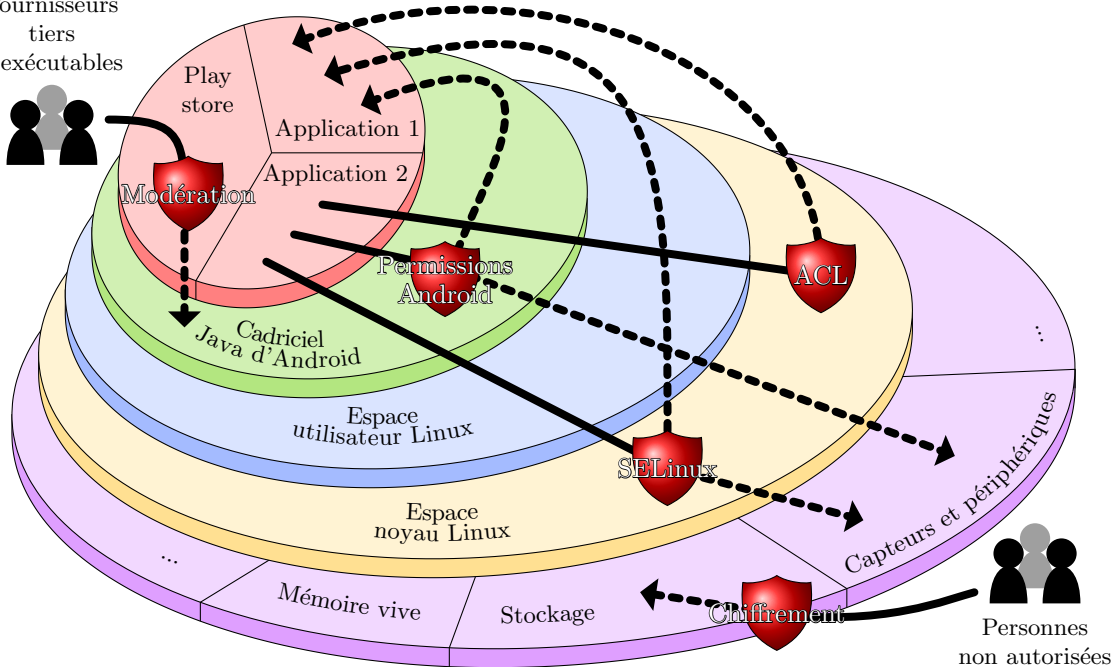 tiers
exécutables
Play
store
Application 1
Application 2
Modération
Permissions
Android
ACL
Cadriciel
Java d'Android
Espace
utilisateur Linux
SELinux
Espace
noyau Linux
...
...
Mémoire vive
Stockage
Capteurs et périphériques
Chiffrement
Personnes
non autorisées